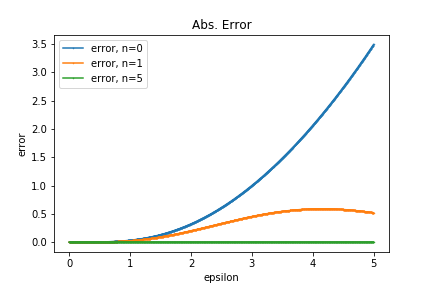 Abs. Error
error, n=0
error, n=1
error, n=5
error
3.5
3.0
2.5
2.0
1.5
1.0
0.5
0.0
0 1 2 3 4 5
epsilon